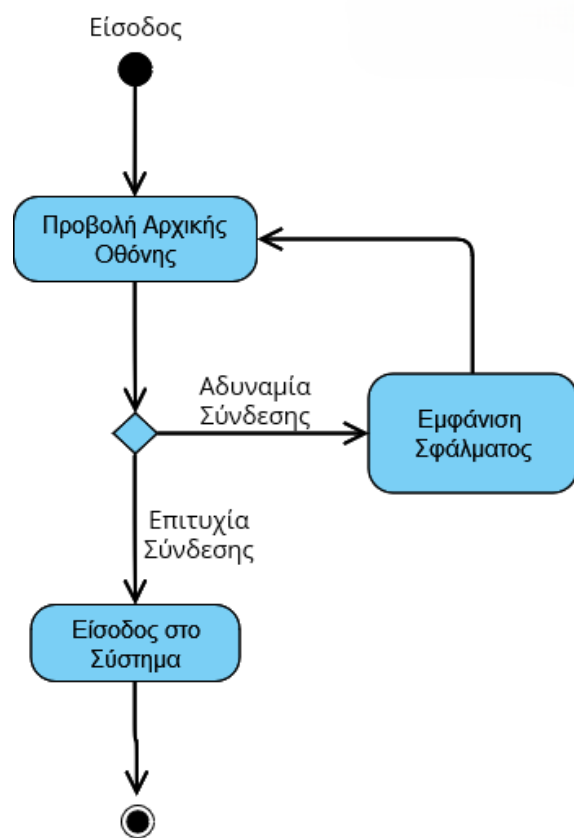 Είσοδος
Προβολή Αρχικής
Οθόνης
Αδυναμία
Σύνδεσης
Εμφάνιση
Σφάλματος
Επιτυχία
Σύνδεσης
Είσοδος στο
Σύστημα